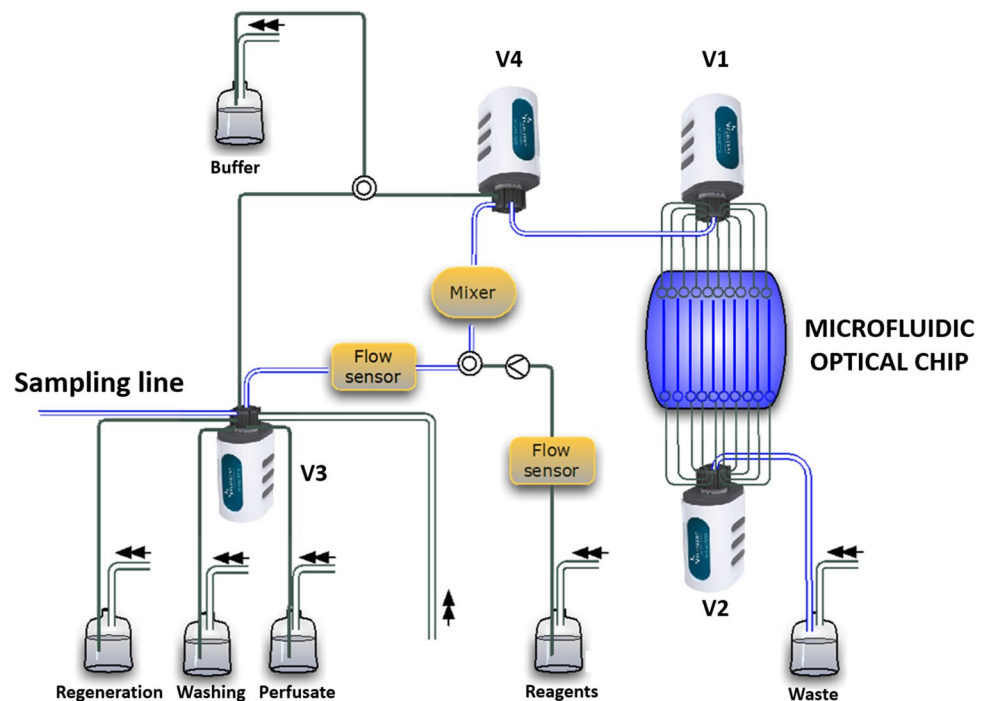 V4
V1
Buffer
Mixer
MICROFLUIDIC
OPTICAL CHIP
Flow
sensor
Sampling line
Flow
sensor
V3
V2
Regeneration
Washing
Perfusate
Reagents
Waste